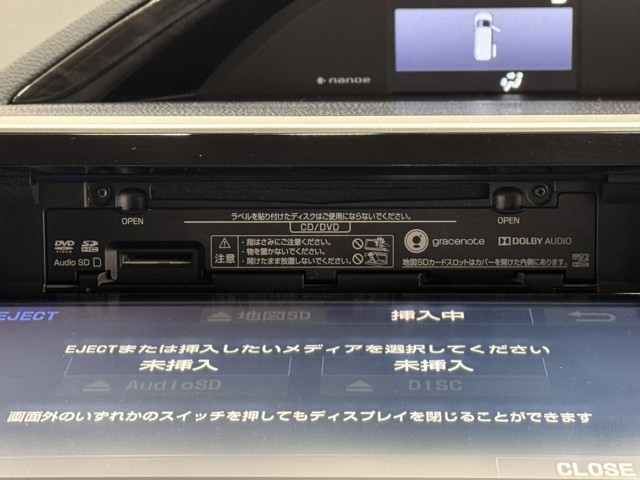 nanoe
OPEN
ラベルを貼り付けたディスクはご使用にならないでください。
CD/DVD
OPEN
DVD
VIDEO
SD
HC
Audio SD
注意
・指はさみにご注意ください。
・物を置かないでください。
・開けたまま放置しないでください。
gracenote
DOLBY AUDIO
地図SDカードスロットはカバーを開けた内側にあります。
EJECT
地図SD
挿入中
EJECTまたは挿入したいメディアを選択してください
未挿入
未挿入
AudioSD
DISC
画面外のいずれかのスイッチを押してもディスプレイを閉じることができます
CLOSE